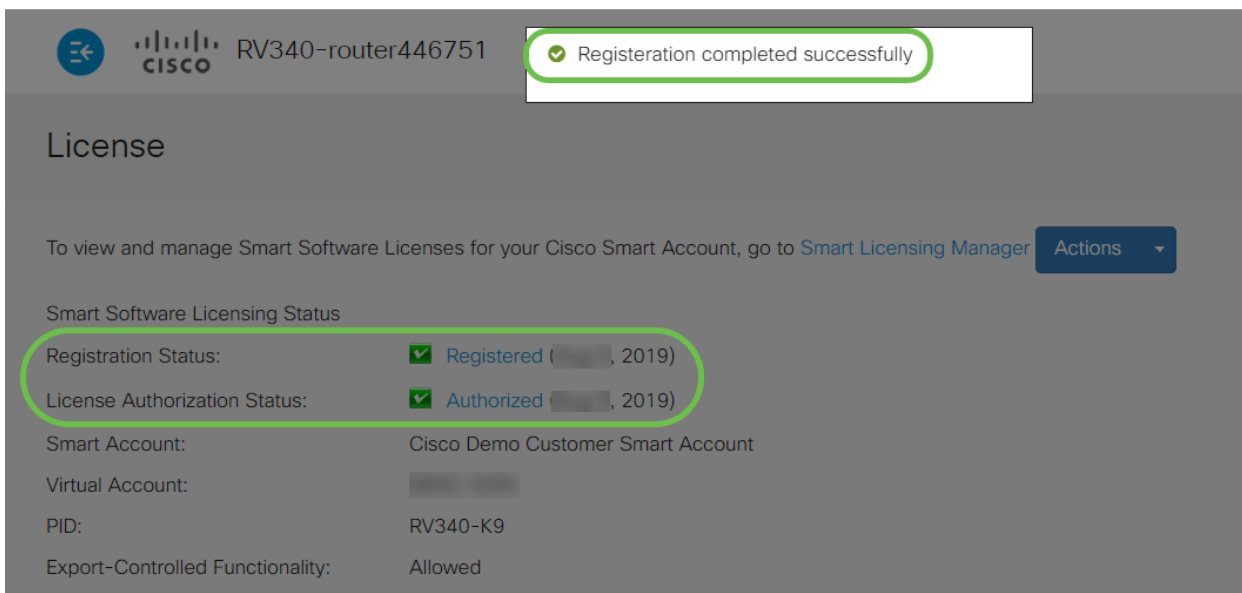 CISCO RV340-router446751
Registeration completed successfully
License
To view and manage Smart Software Licenses for your Cisco Smart Account, go to Smart Licensing Manager Actions
Smart Software Licensing Status
Registration Status: Registered ( , 2019)
License Authorization Status: Authorized ( , 2019)
Smart Account: Cisco Demo Customer Smart Account
Virtual Account:
PID: RV340-K9
Export-Controlled Functionality: Allowed